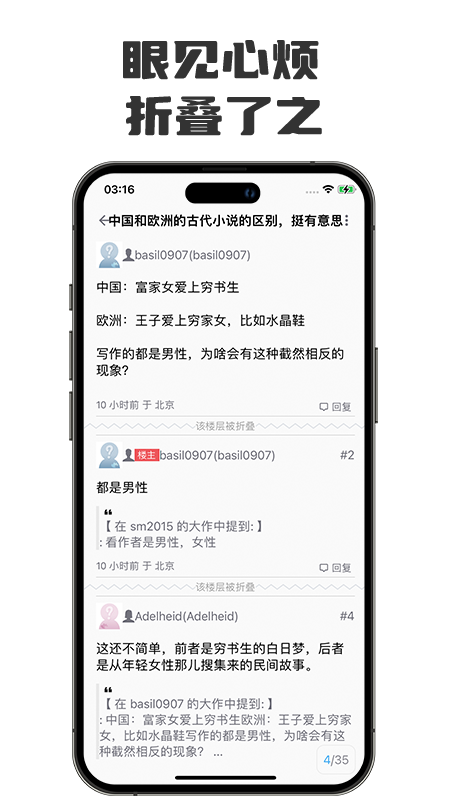 眼见心烦
折叠了之
03:16
中国和欧洲的古代小说的区别，挺有意思
basil0907(basil0907)
中国：富家女爱上穷书生
欧洲：王子爱上穷家女，比如水晶鞋
写作的都是男性，为啥会有这种截然相反的
现象？
10 小时前 于 北京
回复
该楼层被折叠
楼主 basil0907(basil0907) #2
都是男性
❝
【 在 sm2015 的大作中提到: 】
: 看作者是男性，女性
10 小时前 于 北京
回复
该楼层被折叠
Adelheid(Adelheid) #4
这还不简单，前者是穷书生的白日梦，后者
是从年轻女性那儿搜集来的民间故事。
❝
【 在 basil0907 的大作中提到: 】
: 中国：富家女爱上穷书生欧洲：王子爱上穷家
女，比如水晶鞋写作的都是男性，为啥会有这
种截然相反的现象？ ...
4/35